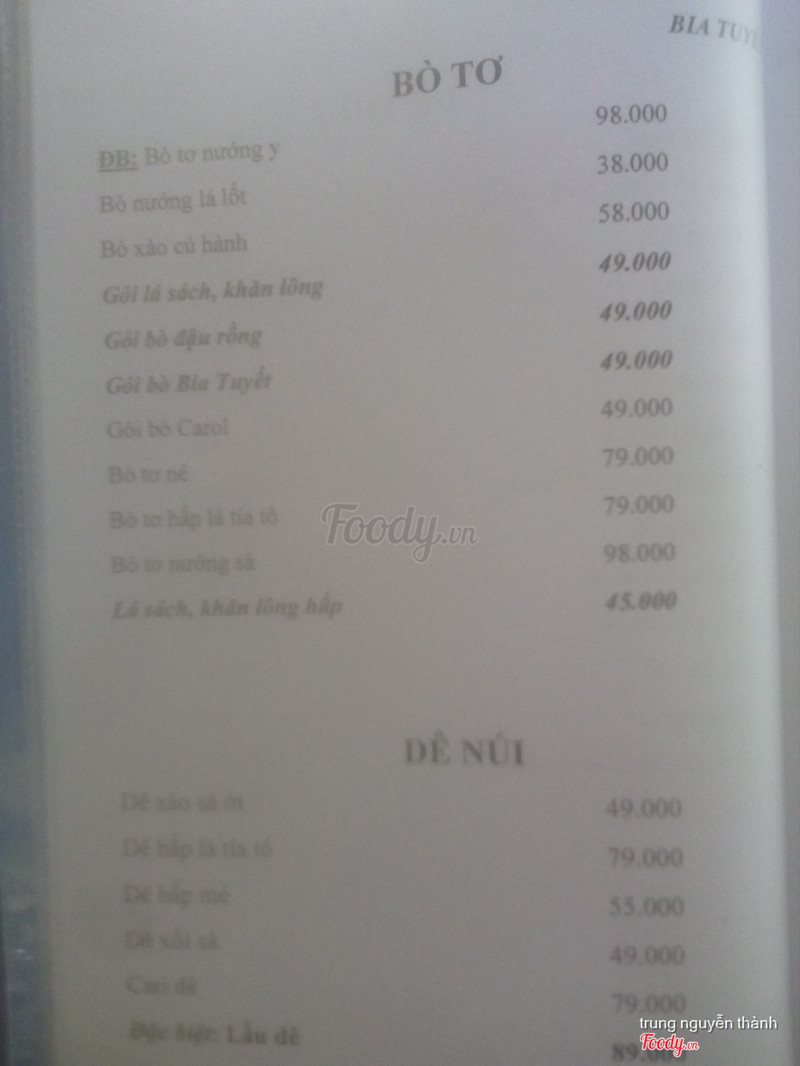 BIA TUYẾT
BÒ TƠ
ĐB: Bò tơ nướng y 98.000
Bò nướng lá lốt 38.000
Bò xào củ hành 58.000
Gỏi lá sách, khăn lông 49.000
Gỏi bò đậu rồng 49.000
Gỏi bò Bia Tuyết 49.000
Gỏi bò Carol 49.000
Bò tơ né 79.000
Bò tơ hấp lá tía tô 79.000
Bò tơ nướng sả 98.000
Lá sách, khăn lông hấp 45.000
Foody.vn
DÊ NÚI
Dê xào sả ớt 49.000
Dê hấp lá tía tô 79.000
Dê hấp mẻ 55.000
Dê xối sả 49.000
Cari dê 79.000
Đặc biệt: Lẩu dê 89.000
trung nguyễn thành
Foody.vn